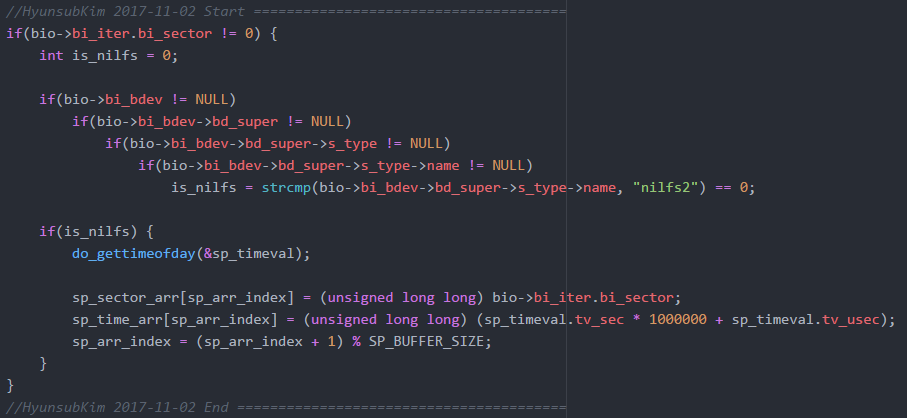 //HyunsubKim 2017-11-02 Start ======================================
if(bio->bi_iter.bi_sector != 0) {
    int is_nilfs = 0;

    if(bio->bi_bdev != NULL)
        if(bio->bi_bdev->bd_super != NULL)
            if(bio->bi_bdev->bd_super->s_type != NULL)
                if(bio->bi_bdev->bd_super->s_type->name != NULL)
                    is_nilfs = strcmp(bio->bi_bdev->bd_super->s_type->name, "nilfs2") == 0;

    if(is_nilfs) {
        do_gettimeofday(&sp_timeval);

        sp_sector_arr[sp_arr_index] = (unsigned long long) bio->bi_iter.bi_sector;
        sp_time_arr[sp_arr_index] = (unsigned long long) (sp_timeval.tv_sec * 1000000 + sp_timeval.tv_usec);
        sp_arr_index = (sp_arr_index + 1) % SP_BUFFER_SIZE;
    }
}
//HyunsubKim 2017-11-02 End ========================================